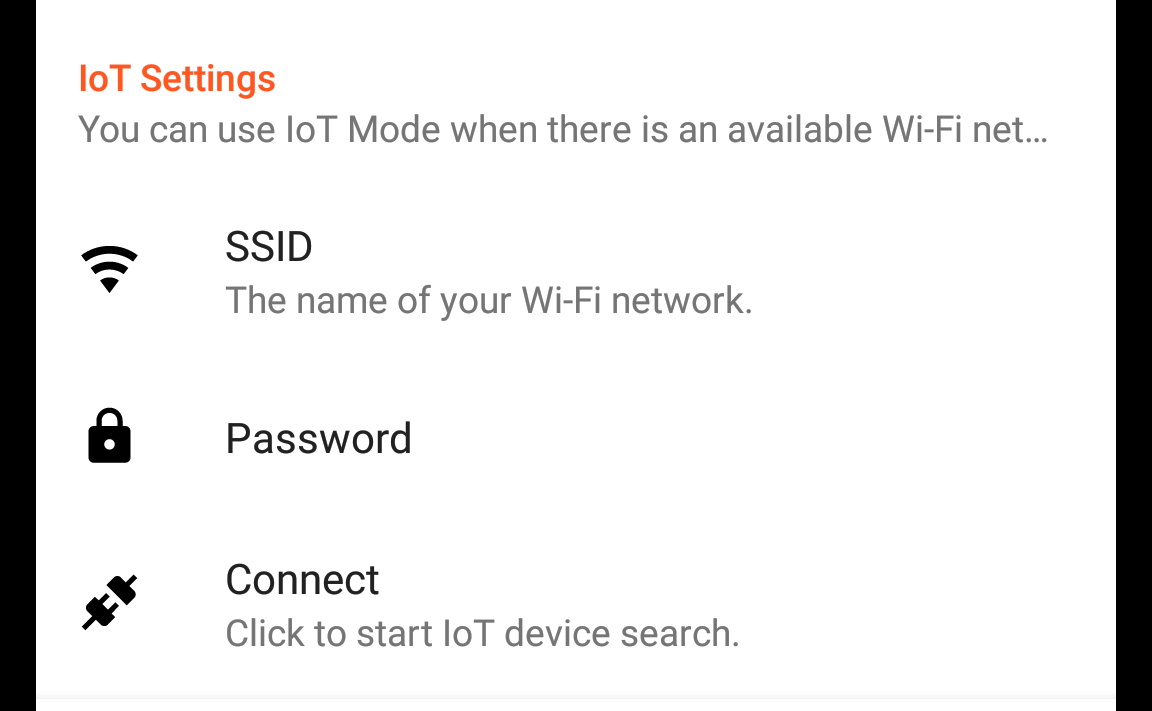 IoT Settings
You can use IoT Mode when there is an available Wi-Fi net…
SSID
The name of your Wi-Fi network.
Password
Connect
Click to start IoT device search.